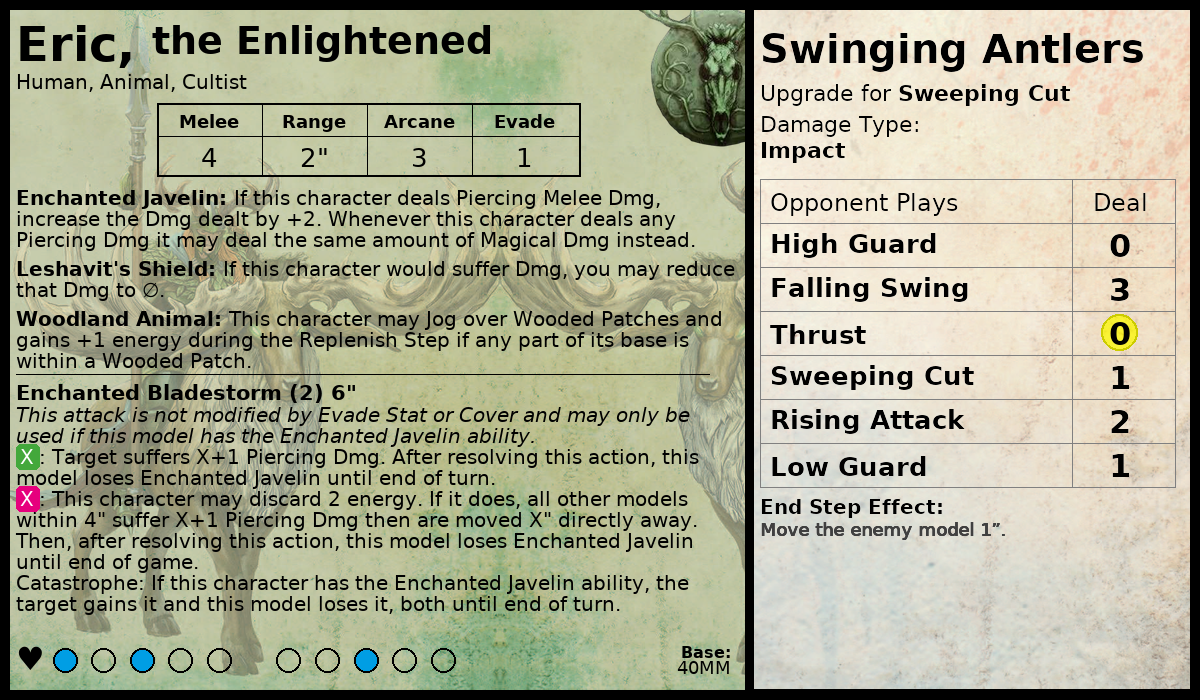 Eric, the Enlightened
Human, Animal, Cultist
Melee Range Arcane Evade
4 2" 3 1
Enchanted Javelin: If this character deals Piercing Melee Dmg,
increase the Dmg dealt by +2. Whenever this character deals any
Piercing Dmg it may deal the same amount of Magical Dmg instead.
Leshavit's Shield: If this character would suffer Dmg, you may reduce
that Dmg to ∅.
Woodland Animal: This character may Jog over Wooded Patches and
gains +1 energy during the Replenish Step if any part of its base is
within a Wooded Patch.
Enchanted Bladestorm (2) 6"
This attack is not modified by Evade Stat or Cover and may only be
used if this model has the Enchanted Javelin ability.
X: Target suffers X+1 Piercing Dmg. After resolving this action, this
model loses Enchanted Javelin until end of turn.
X: This character may discard 2 energy. If it does, all other models
within 4" suffer X+1 Piercing Dmg then are moved X" directly away.
Then, after resolving this action, this model loses Enchanted Javelin
until end of game.
Catastrophe: If this character has the Enchanted Javelin ability, the
target gains it and this model loses it, both until end of turn.
Base:
40MM
Swinging Antlers
Upgrade for Sweeping Cut
Damage Type:
Impact
Opponent Plays Deal
High Guard 0
Falling Swing 3
Thrust 0
Sweeping Cut 1
Rising Attack 2
Low Guard 1
End Step Effect:
Move the enemy model 1”.